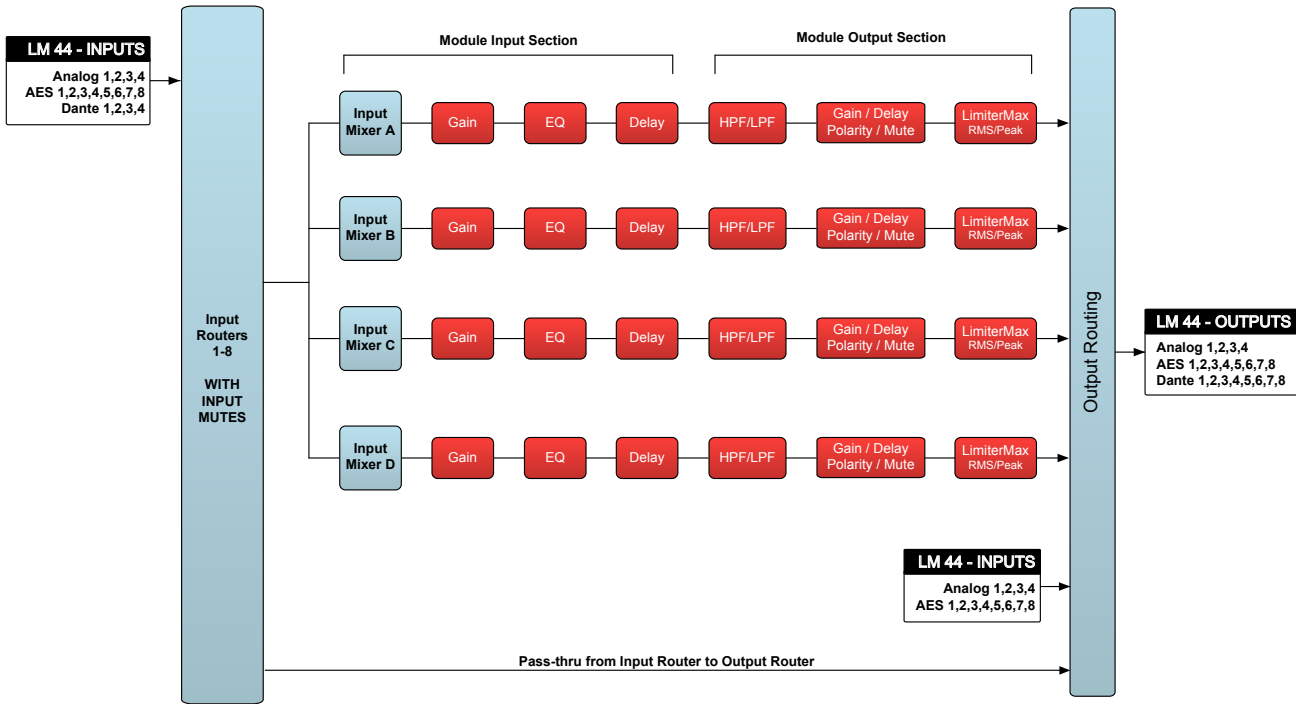 LM 44 - INPUTS
Analog 1,2,3,4
AES 1,2,3,4,5,6,7,8
Dante 1,2,3,4
Input
Routers
1-8
WITH
INPUT
MUTES
Module Input Section
Module Output Section
Input
Mixer A
Gain
EQ
Delay
HPF/LPF
Gain / Delay
Polarity / Mute
LimiterMax
RMS/Peak
Input
Mixer B
Gain
EQ
Delay
HPF/LPF
Gain / Delay
Polarity / Mute
LimiterMax
RMS/Peak
Input
Mixer C
Gain
EQ
Delay
HPF/LPF
Gain / Delay
Polarity / Mute
LimiterMax
RMS/Peak
Input
Mixer D
Gain
EQ
Delay
HPF/LPF
Gain / Delay
Polarity / Mute
LimiterMax
RMS/Peak
LM 44 - INPUTS
Analog 1,2,3,4
AES 1,2,3,4,5,6,7,8
Pass-thru from Input Router to Output Router
Output Routing
LM 44 - OUTPUTS
Analog 1,2,3,4
AES 1,2,3,4,5,6,7,8
Dante 1,2,3,4,5,6,7,8